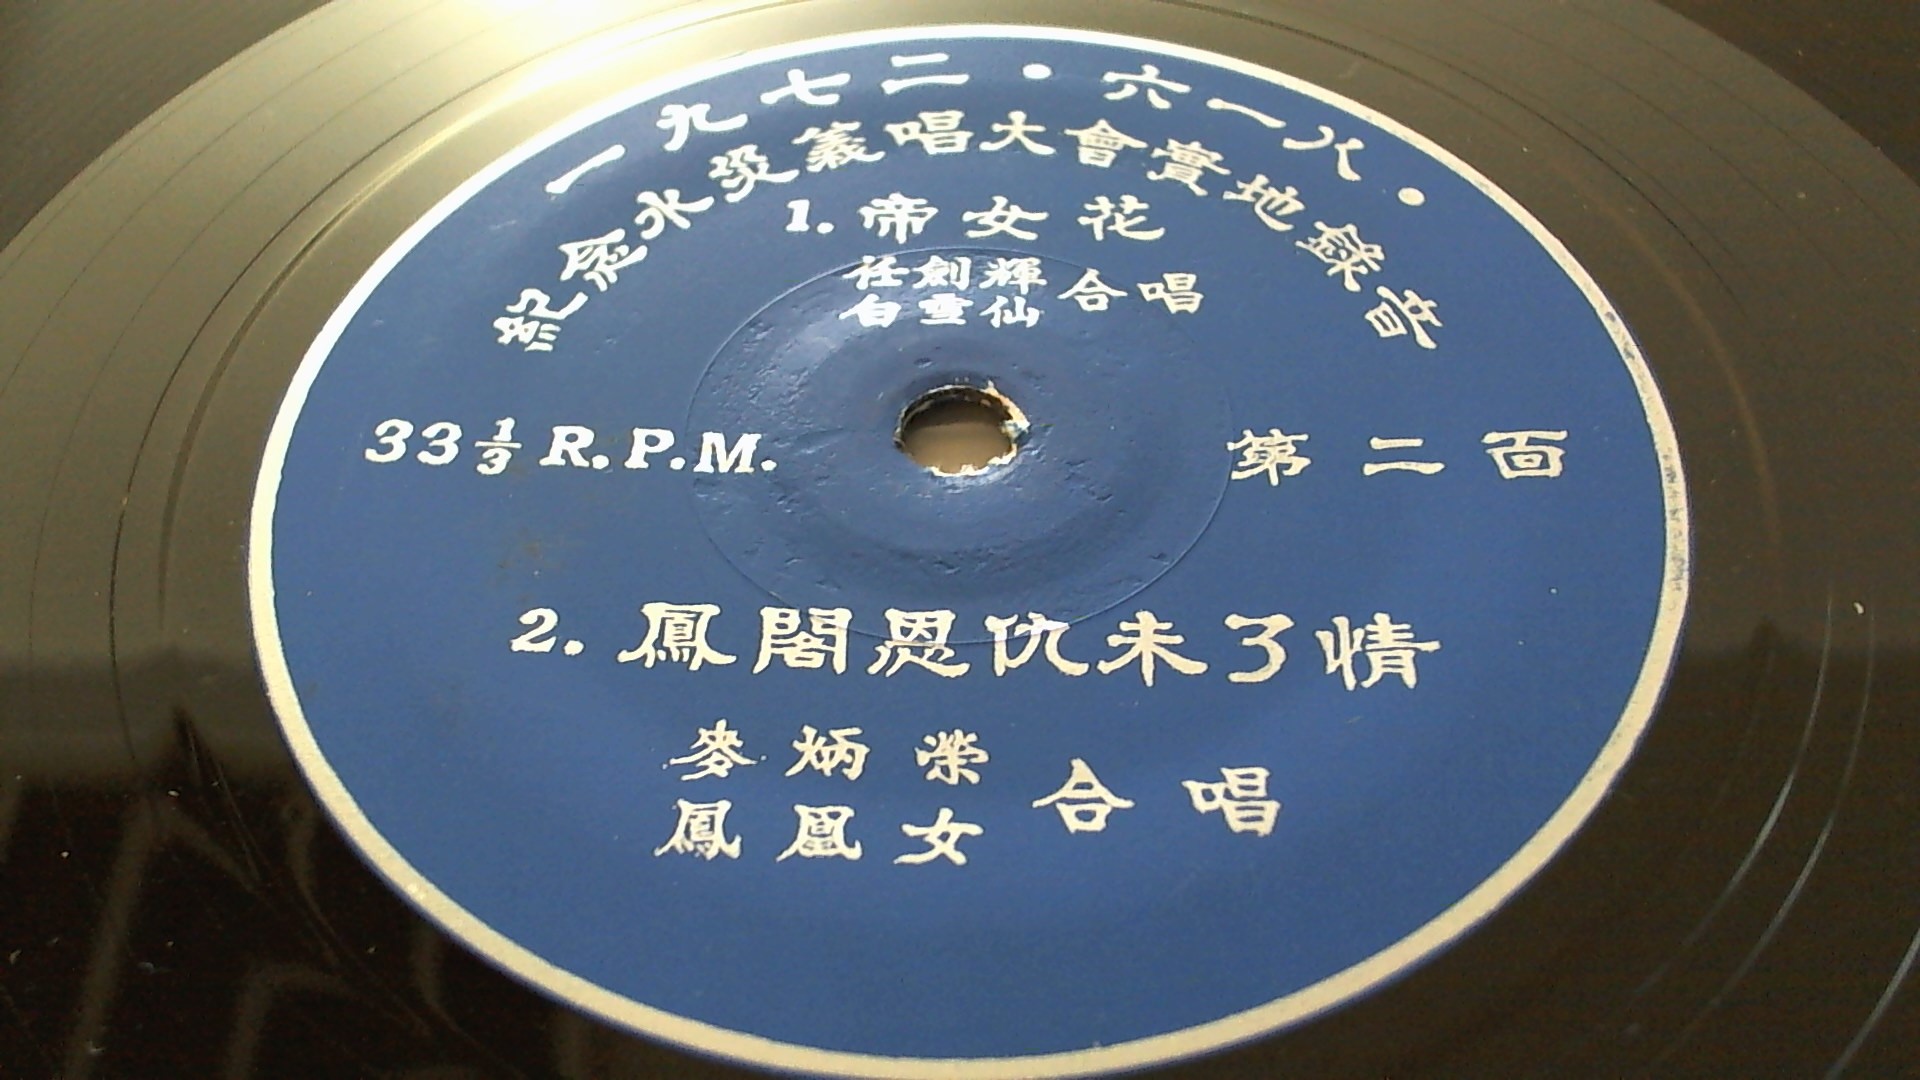 一九七二·六一八·
紀念水災義唱大會實地錄音
1. 帝女花
任劍輝
白雪仙 合唱
33⅓ R.P.M. 第二面
2. 鳳閣恩仇未了情
麥炳榮
鳳凰女 合唱